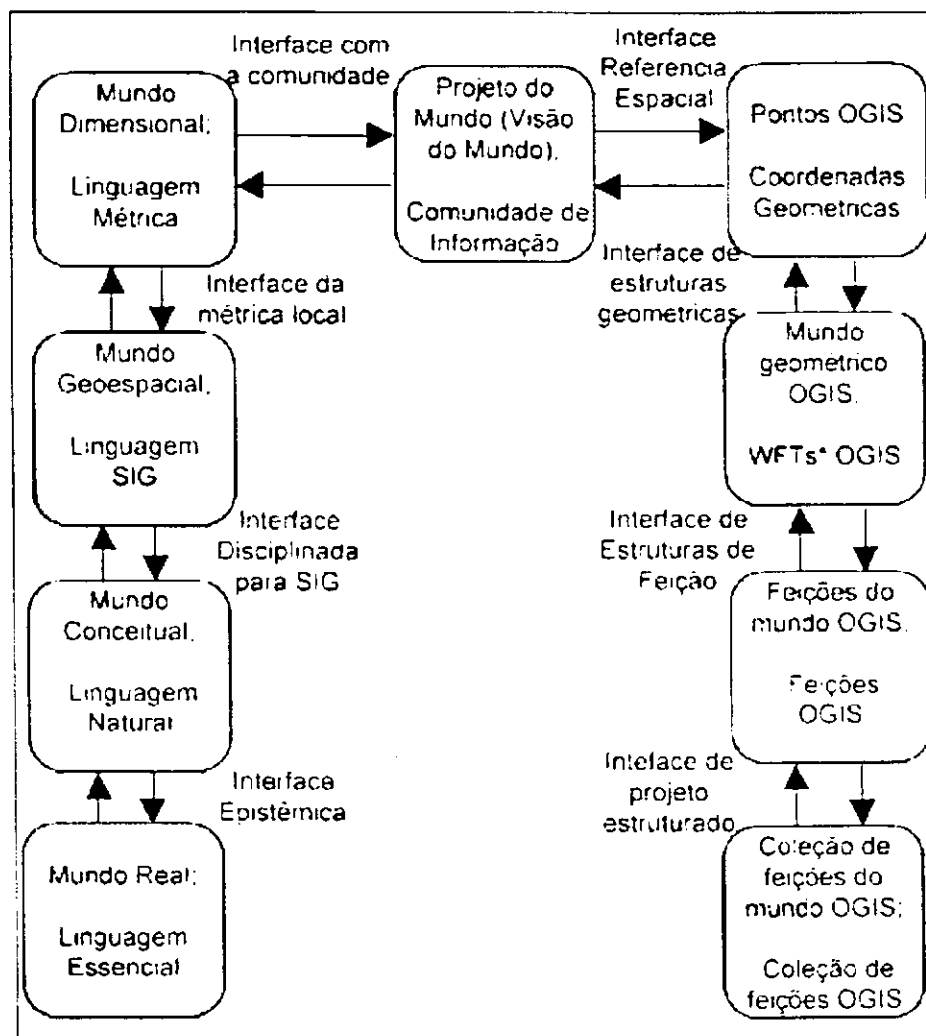 Interface com
a comunidade
Interface
Referencia
Espacial
Mundo
Dimensional;
Linguagem
Métrica
Projeto do
Mundo (Visão
do Mundo),
Comunidade de
Informação
Pontos OGIS
Coordenadas
Geometricas
Interface da
métrica local
Interface de
estruturas
geometricas
Mundo
Geoespacial,
Linguagem
SIG
Mundo
geométrico
OGIS,
WFTs* OGIS
Interface
Disciplinada
para SIG
Interface de
Estruturas de
Feição
Mundo
Conceitual,
Linguagem
Natural
Feições do
mundo OGIS,
Feições
OGIS
Interface
Epistêmica
Inteface de
projeto
estruturado
Mundo Real;
Linguagem
Essencial
Coleção de
feições do
mundo OGIS;
Coleção de
feições OGIS